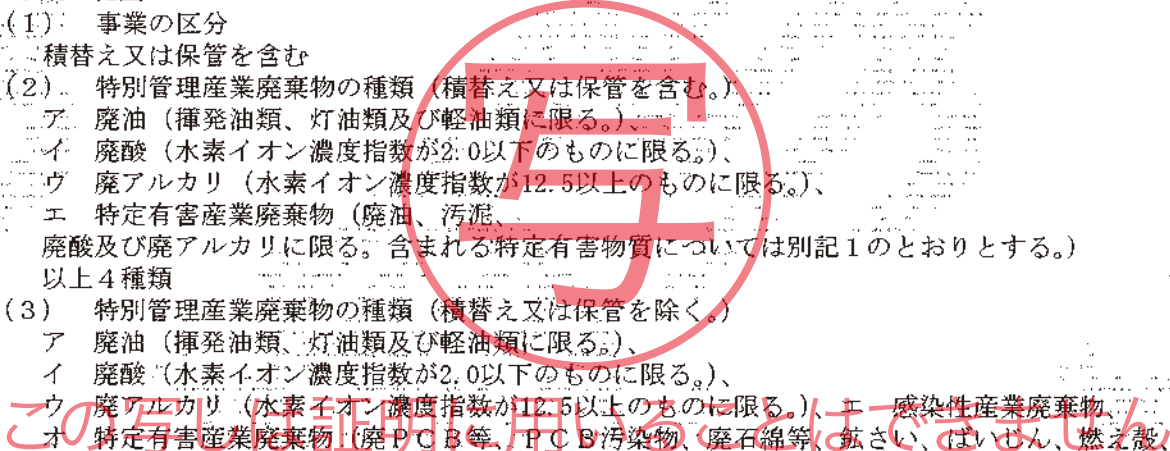 (1) 事業の区分
積替え又は保管を含む
(2) 特別管理産業廃棄物の種類(積替え又は保管を含む。)
ア 廃油(揮発油類、灯油類及び軽油類に限る。)、
イ 廃酸(水素イオン濃度指数が2.0以下のものに限る。)、
ウ 廃アルカリ(水素イオン濃度指数が12.5以上のものに限る。)、
エ 特定有害産業廃棄物(廃油、汚泥、
廃酸及び廃アルカリに限る。含まれる特定有害物質については別記1のとおりとする。)
以上4種類
(3) 特別管理産業廃棄物の種類(積替え又は保管を除く。)
ア 廃油(揮発油類、灯油類及び軽油類に限る。)、
イ 廃酸(水素イオン濃度指数が2.0以下のものに限る。)、
ウ 廃アルカリ(水素イオン濃度指数が12.5以上のものに限る。)、エ 感染性産業廃棄物、
オ 特定有害産業廃棄物(廃PCB等、PCB汚染物、廃石綿等、鉱さい、ばいじん、燃え殻、
写
この写しは証明に用いることはできません